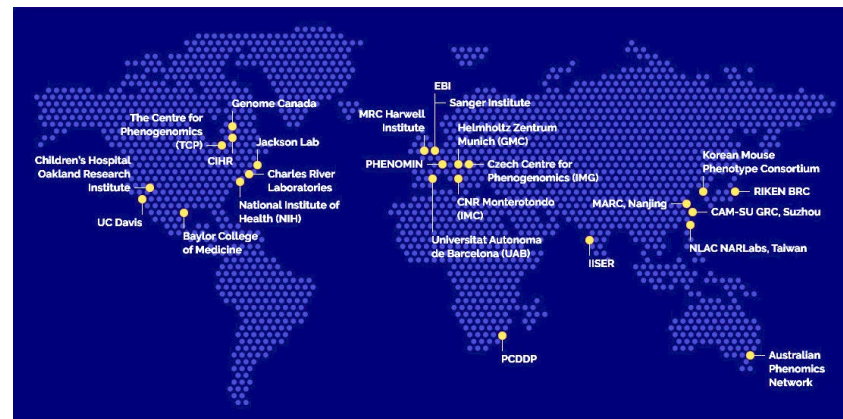 Genome Canada
The Centre for
Phenogenomics
(TCP)
CIHR
Jackson Lab
Children's Hospital
Oakland Research
Institute
Charles River
Laboratories
National Institute of
Health (NIH)
UC Davis
Baylor College
of Medicine
EBI
Sanger Institute
MRC Harwell
Institute
Helmholtz Zentrum
Munich (GMC)
PHENOMIN
Czech Centre for
Phenogenomics (IMG)
CNR Monterotondo
(IMC)
Universitat Autonoma
de Barcelona (UAB)
Korean Mouse
Phenotype Consortium
RIKEN BRC
MARC, Nanjing
CAM-SU GRC, Suzhou
NLAC NARLabs, Taiwan
IISER
PCDDP
Australian
Phenomics
Network